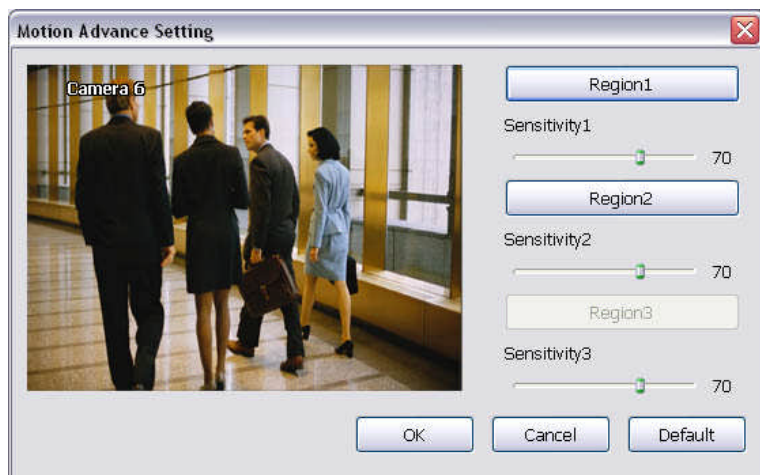 Motion Advance Setting
Camera 6
Region1
Sensitivity1
70
Region2
Sensitivity2
70
Region3
Sensitivity3
70
OK
Cancel
Default